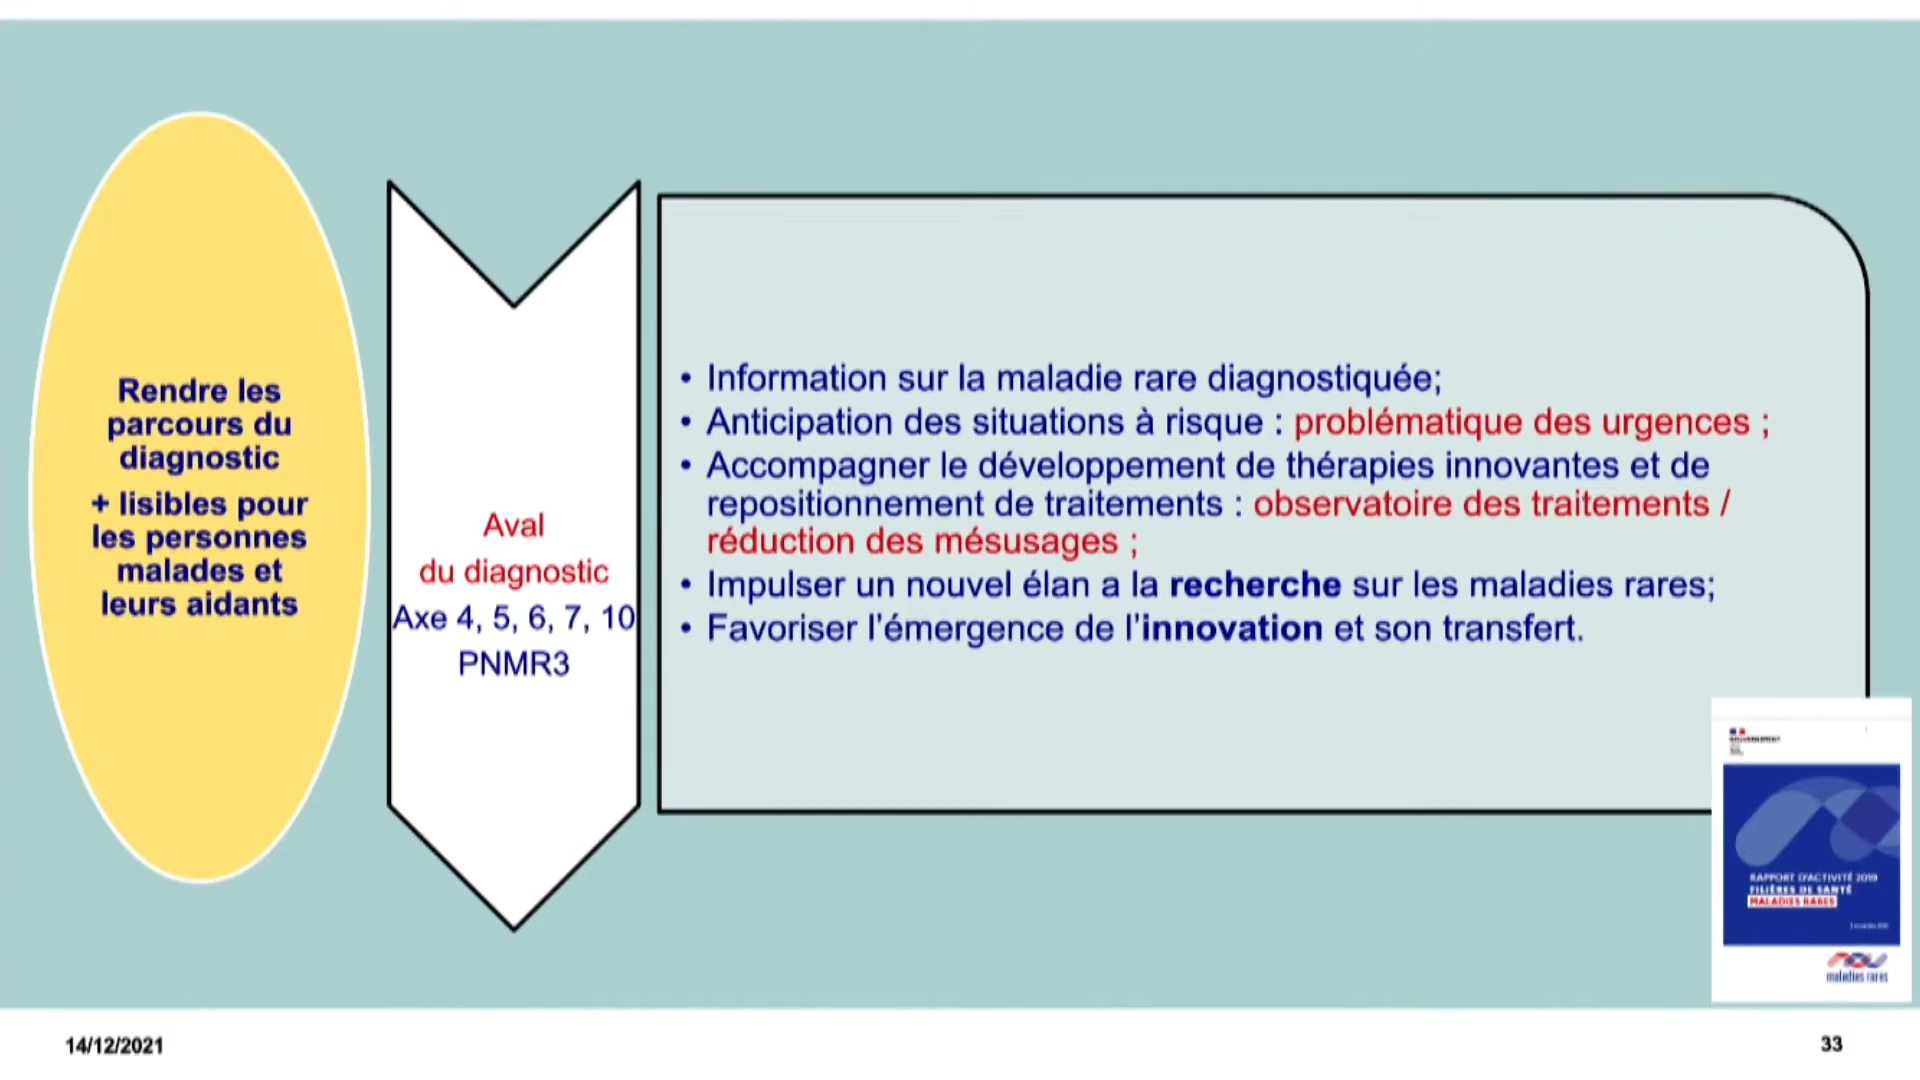 Rendre les
parcours du
diagnostic
+ lisibles pour
les personnes
malades et
leurs aidants
Aval
du diagnostic
Axe 4, 5, 6, 7, 10
PNMR3
• Information sur la maladie rare diagnostiquée;
• Anticipation des situations à risque : problématique des urgences ;
• Accompagner le développement de thérapies innovantes et de
repositionnement de traitements : observatoire des traitements /
réduction des mésusages ;
• Impulser un nouvel élan a la recherche sur les maladies rares;
• Favoriser l'émergence de l'innovation et son transfert.
RAPPORT D'ACTIVITÉ 2019
FILIÈRES DE SANTÉ
MALADIES RARES
maladies rares
14/12/2021
33